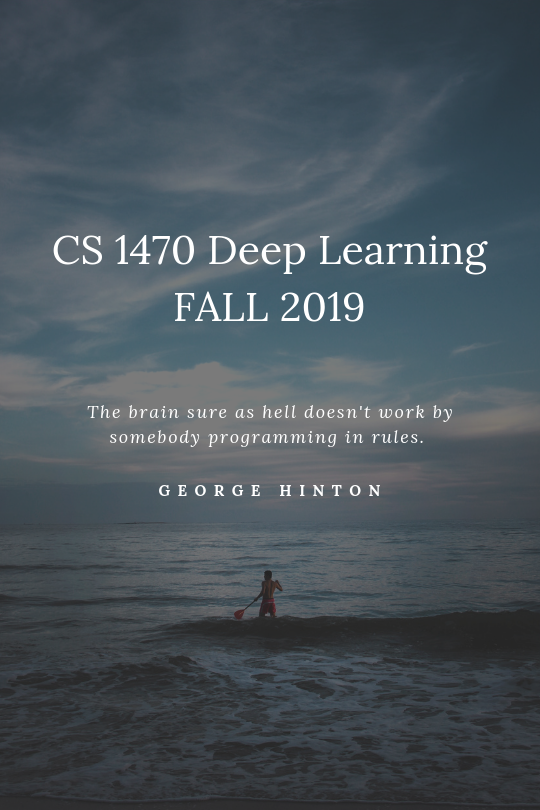 CS 1470 Deep Learning
FALL 2019
The brain sure as hell doesn't work by
somebody programming in rules.
GEORGE HINTON